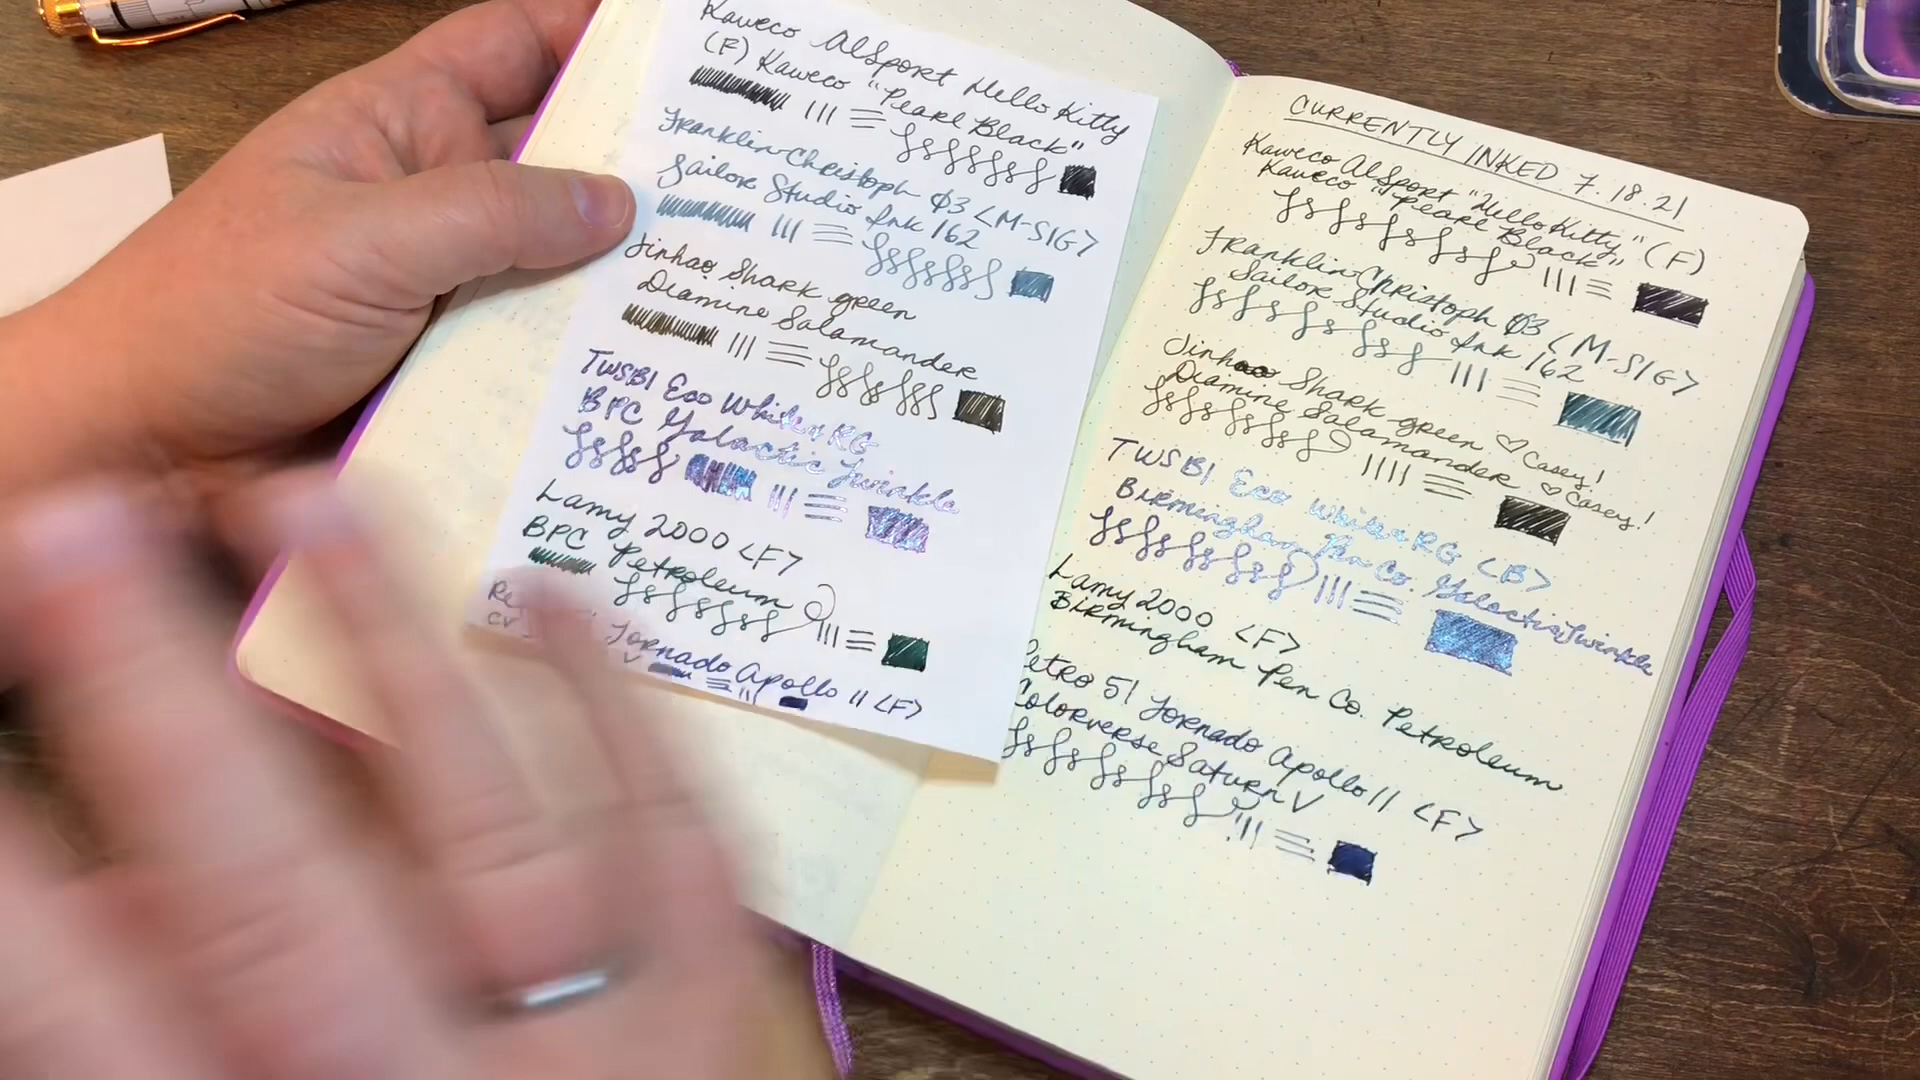 Kaweco AlSport Hello Kitty
(F) Kaweco "Pearl Black"
Franklin-Christoph 03 <M-SIG>
Sailor Studio Ink 162
Jinhao Shark green
Diamine Salamander
TWSBI Eco White & RG
BPC Galactic Twinkle
Lamy 2000 <F>
BPC Petroleum
Tornado Apollo 11 <F>
V
CURRENTLY INKED 7.18.21
Kaweco AlSport "Hello Kitty" (F)
Kaweco "Pearl Black"
Franklin-Christoph 03 <M-SIG>
Sailor Studio Ink 162
Jinhao Shark green ♡ Casey!
Diamine Salamander ♡ Casey!
TWSBI Eco White & RG <B>
Birmingham Pen Co. Galactic Twinkle
Lamy 2000 <F>
Birmingham Pen Co. Petroleum
Retro 51 Tornado Apollo 11 <F>
Colorverse Saturn V